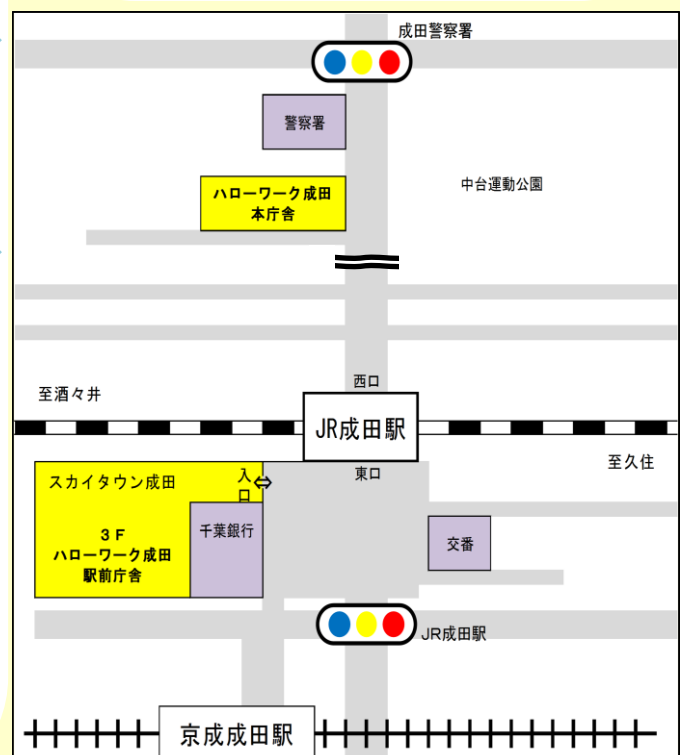 成田警察署
警察署
ハローワーク成田
本庁舎
中台運動公園
西口
至酒々井
JR成田駅
東口
至久住
スカイタウン成田
入
口
⇔
千葉銀行
３Ｆ
ハローワーク成田
駅前庁舎
交番
JR成田駅
京成成田駅